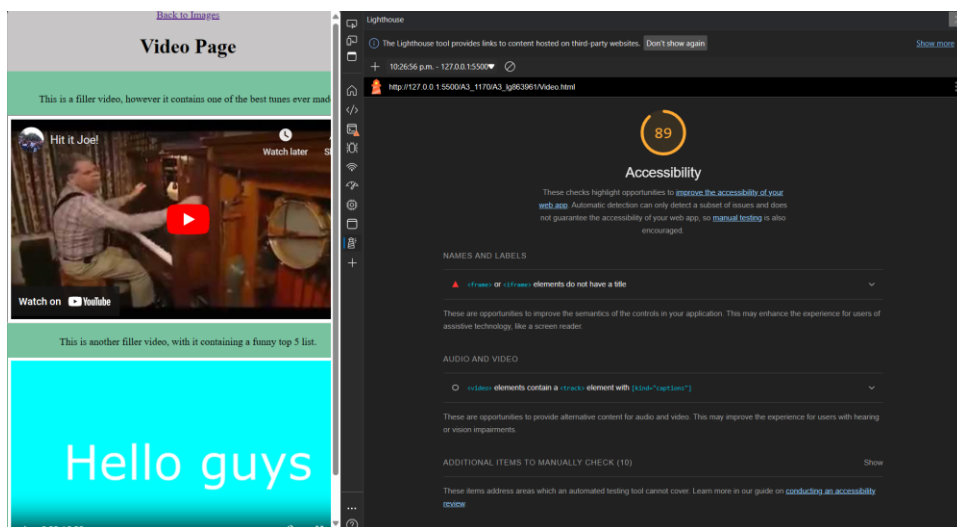 Back to Images
Video Page
This is a filler video, however it contains one of the best tunes ever mad
Hit it Joe!
Watch later
Watch on YouTube
This is another filler video, with it containing a funny top 5 list.
Hello guys
Lighthouse
The Lighthouse tool provides links to content hosted on third-party websites. Don't show again
Show more
10:26:56 p.m. - 127.0.0.1:5500
http://127.0.0.1:5500/A3_1170/A3_lg863961/Video.html
89
Accessibility
These checks highlight opportunities to improve the accessibility of your
web app. Automatic detection can only detect a subset of issues and does
not guarantee the accessibility of your web app, so manual testing is also
encouraged.
NAMES AND LABELS
<frame> or <iframe> elements do not have a title
These are opportunities to improve the semantics of the controls in your application. This may enhance the experience for users of
assistive technology, like a screen reader.
AUDIO AND VIDEO
<video> elements contain a <track> element with [kind="captions"]
These are opportunities to provide alternative content for audio and video. This may improve the experience for users with hearing
or vision impairments.
ADDITIONAL ITEMS TO MANUALLY CHECK (10)
Show
These items address areas which an automated testing tool cannot cover. Learn more in our guide on conducting an accessibility
review.